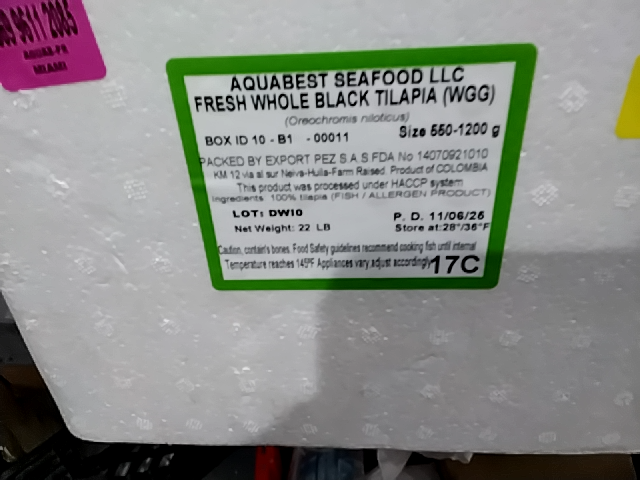 9611 2085
MIAMI
AQUABEST SEAFOOD LLC
FRESH WHOLE BLACK TILAPIA (WGG)
(Oreochromis niloticus)
BOX ID 10 - B1 - 00011 Size 550-1200 g
PACKED BY EXPORT PEZ S.A.S FDA No 14070921010
KM 12 via al sur Neiva-Huila-Farm Raised. Product of COLOMBIA
This product was processed under HACCP system
Ingredients 100% tilapia (FISH / ALLERGEN PRODUCT)
LOT: DWI0 P. D. 11/06/25
Net Weight: 22 LB Store at:28°/36°F
Caution, contain's bones. Food Safety guidelines recommend cooking fish until internal
Temperature reaches 145°F Appliances vary,adjust accordingly 17C